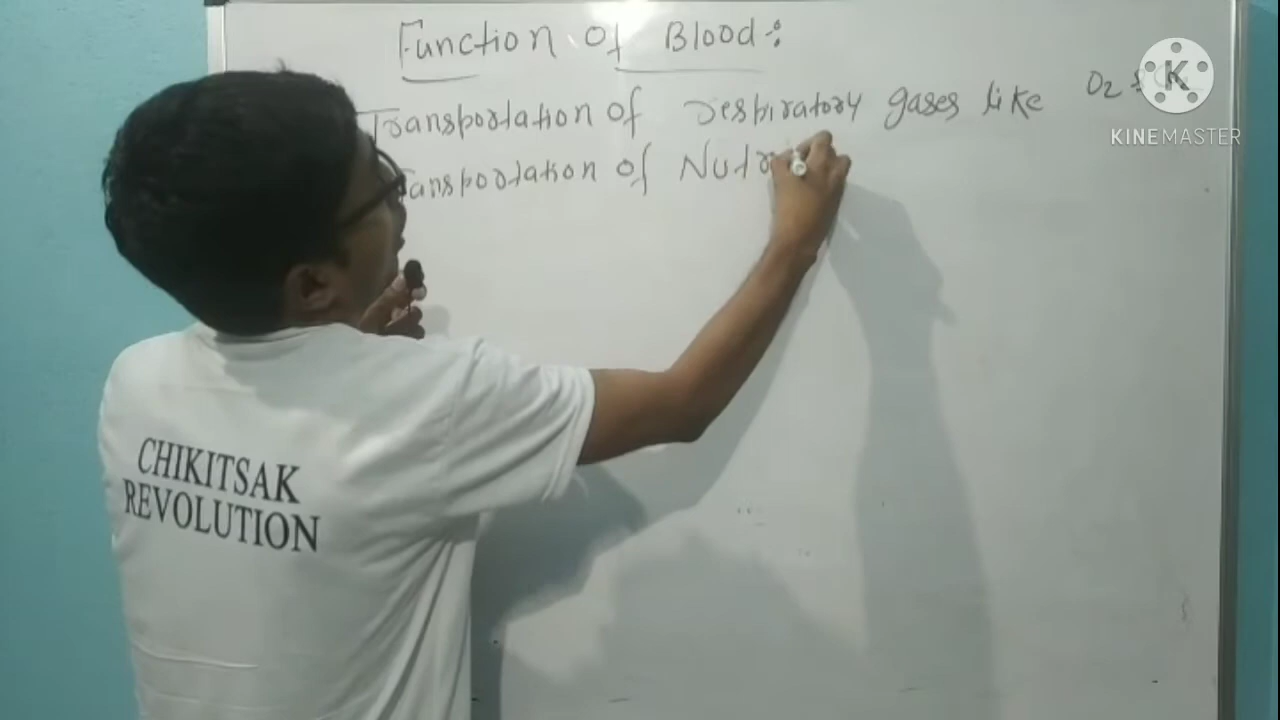 Function Of Blood:
Transportation of respiratory gases like O2
Transportation of Nutr
CHIKITSAK
REVOLUTION
K
KINEMASTER